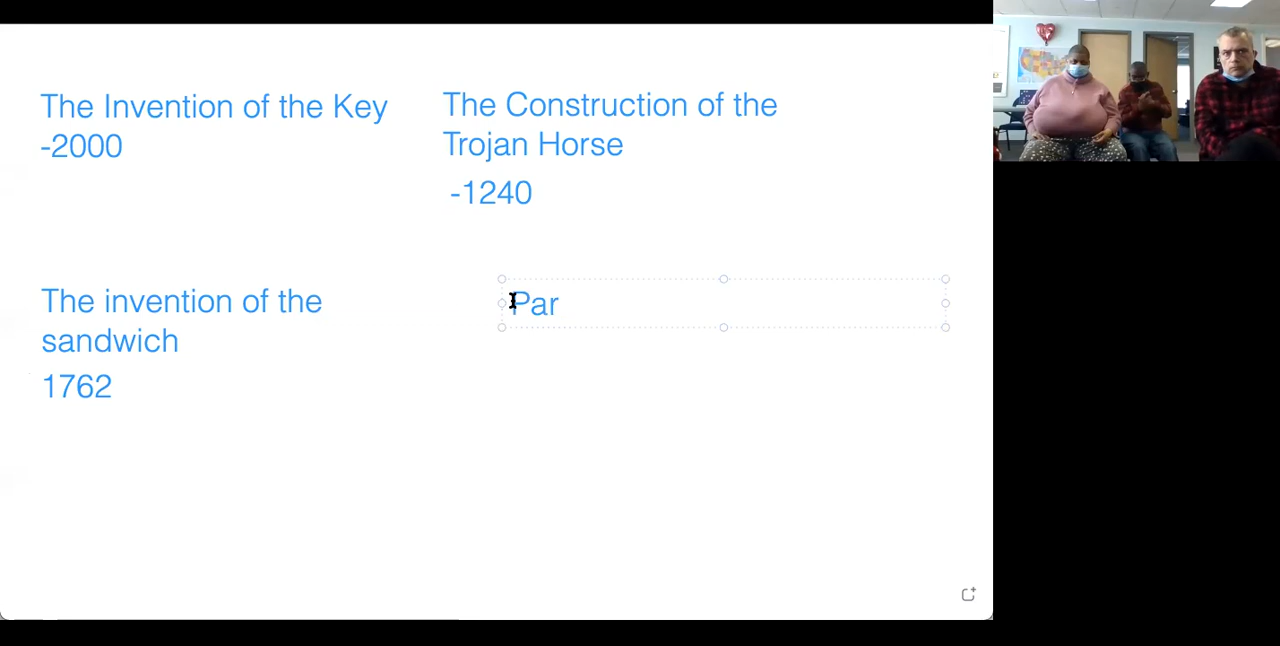 The Invention of the Key
-2000
The Construction of the
Trojan Horse
-1240
The invention of the
sandwich
1762
Par